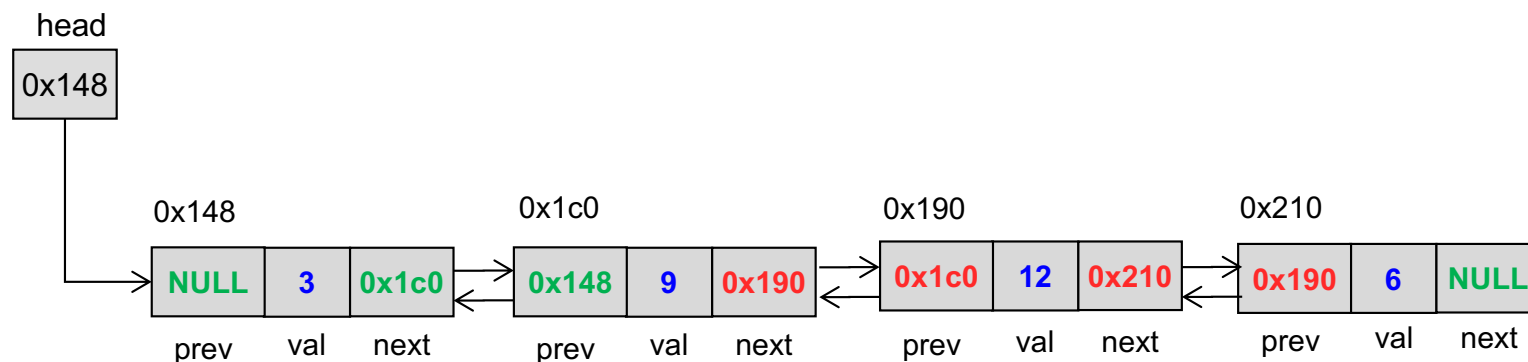 head
0x148
0x148 0x1c0 0x190 0x210
NULL 3 0x1c0 0x148 9 0x190 0x1c0 12 0x210 0x190 6 NULL
prev val next prev val next prev val next prev val next